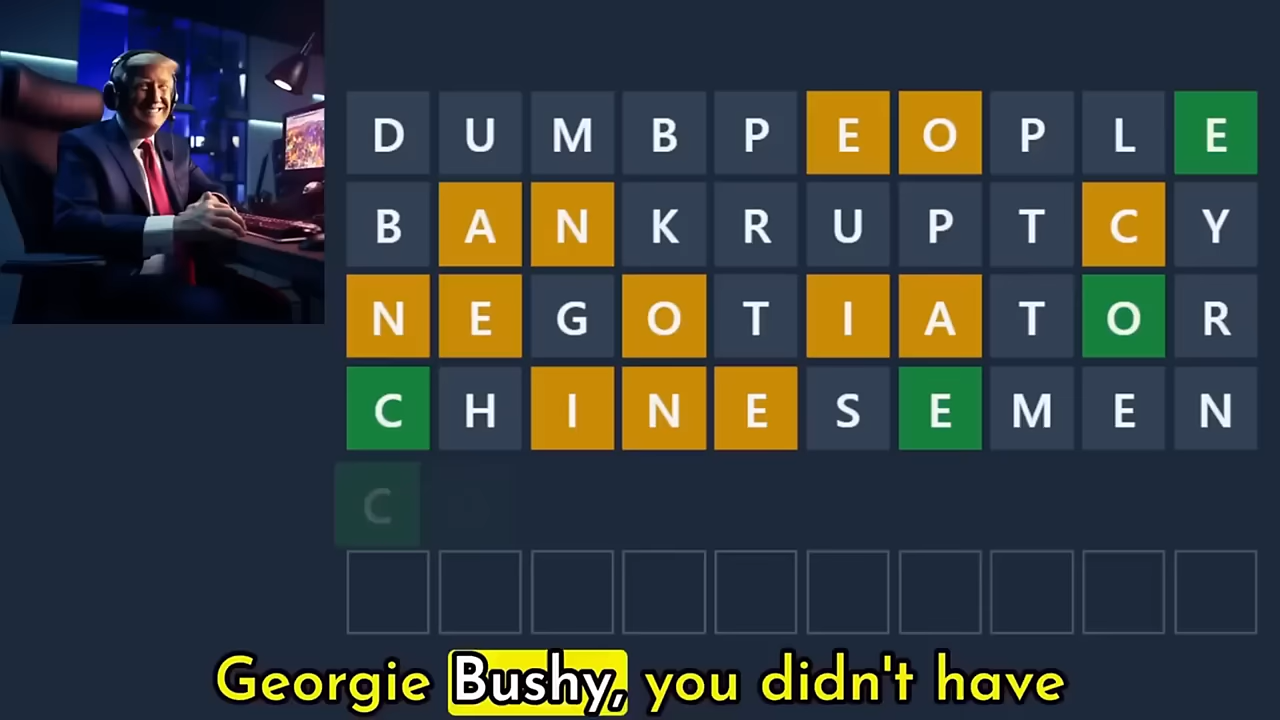 DUMBPEOPLE
BANKRUPTCY
NEGOTIATOR
CHINESEMEN
C
Georgie Bushy, you didn't have